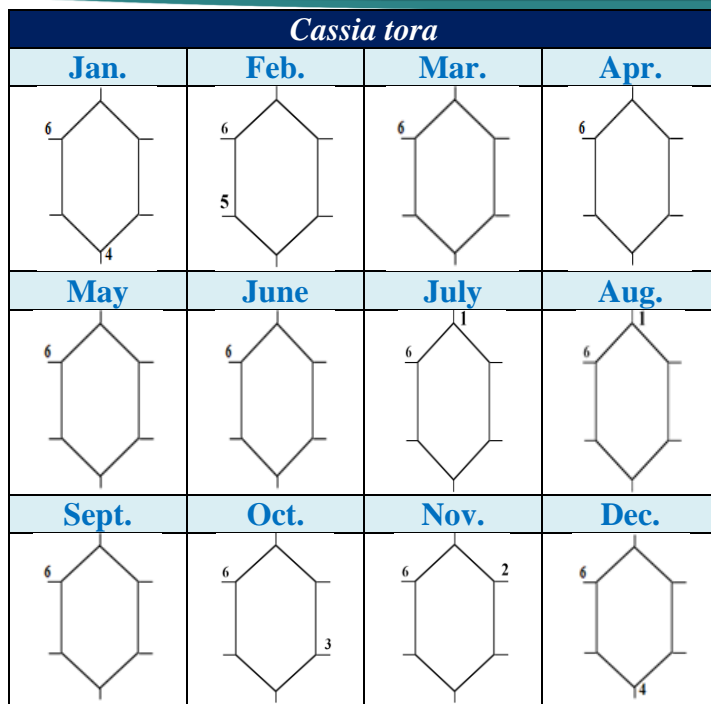 Cassia tora
Jan. Feb. Mar. Apr.
6 6 6 6
5
4
May June July Aug.
1 1
6 6 6 6
Sept. Oct. Nov. Dec.
6 6 6 2 6
3
4